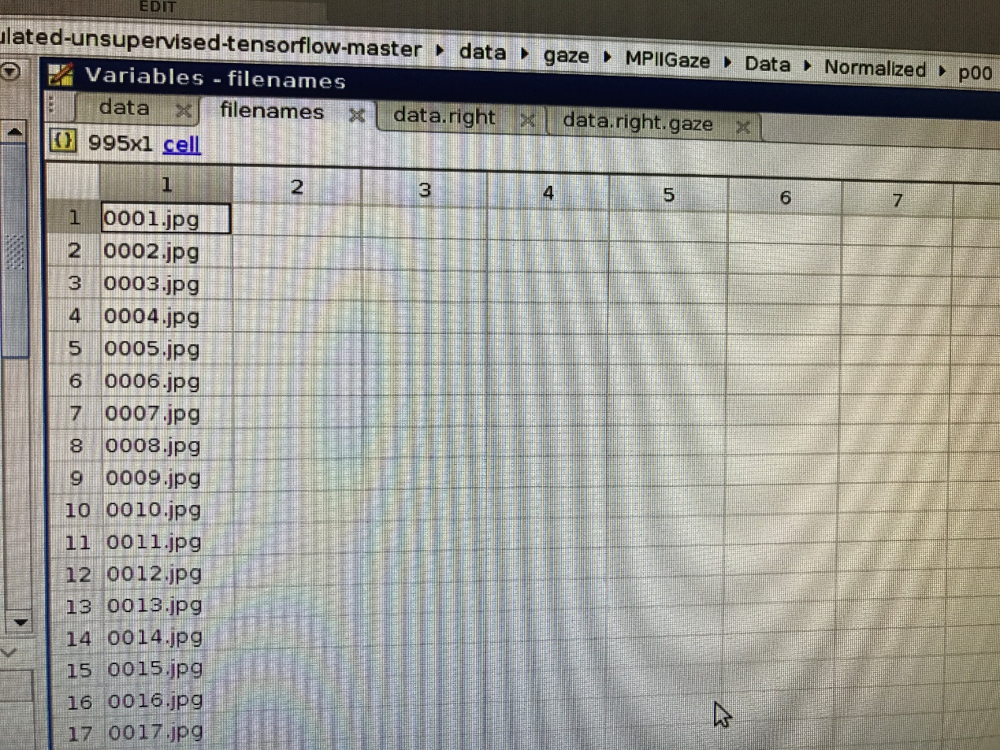 EDIT
ulated-unsupervised-tensorflow-master data gaze MPIIGaze Data Normalized p00
Variables - filenames
data filenames data.right data.right.gaze
{} 995x1 cell
1 2 3 4 5 6 7
1 0001.jpg
2 0002.jpg
3 0003.jpg
4 0004.jpg
5 0005.jpg
6 0006.jpg
7 0007.jpg
8 0008.jpg
9 0009.jpg
10 0010.jpg
11 0011.jpg
12 0012.jpg
13 0013.jpg
14 0014.jpg
15 0015.jpg
16 0016.jpg
17 0017.jpg